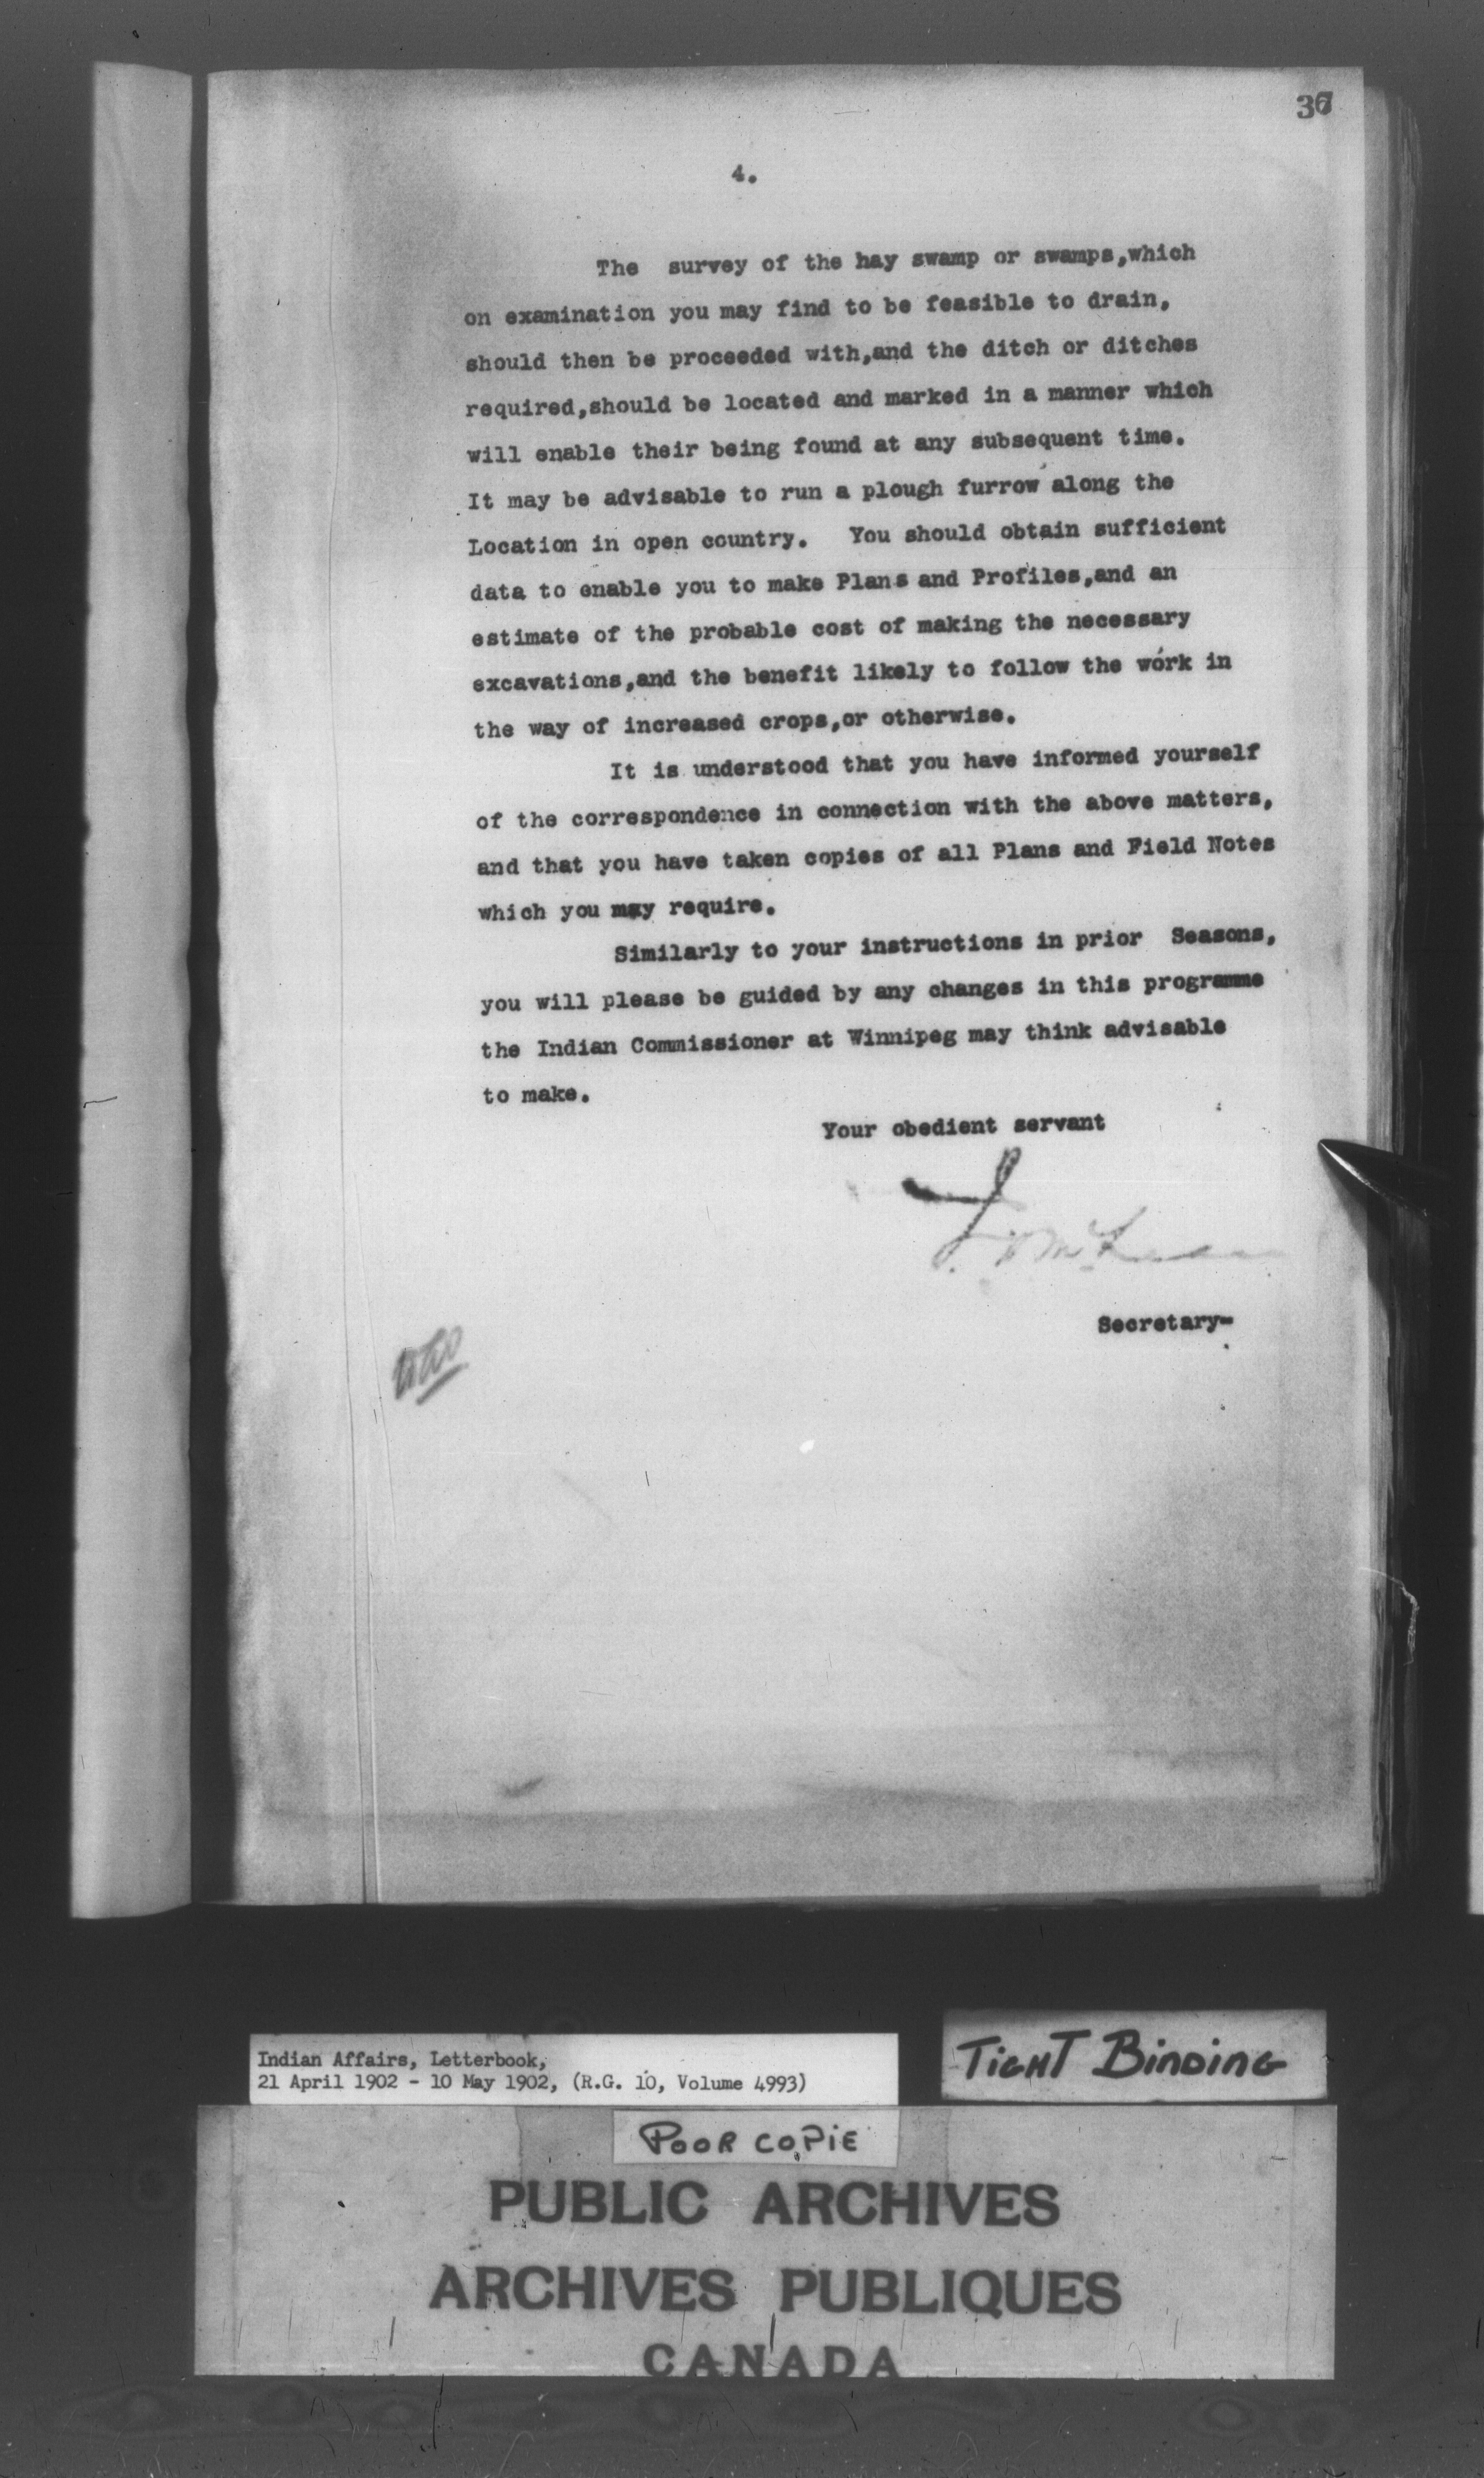 4.
The survey of the hay swamp or swamps,which
on examination you may find to be feasible to drain,
should then be proceeded with,and the ditch or ditches
required,should be located and marked in a manner which
will enable their being found at any subsequent time.
It may be advisable to run a plough furrow along the
Location in open country. You should obtain sufficient
data to enable you to make Plans and Profiles,and an
estimate of the probable cost of making the necessary
excavations,and the benefit likely to follow the work in
the way of increased crops,or otherwise.
It is understood that you have informed yourself
of the correspondence in connection with the above matters,
and that you have taken copies of all Plans and Field Notes
which you may require.
Similarly to your instructions in prior Seasons,
you will please be guided by any changes in this programme
the Indian Commissioner at Winnipeg may think advisable
to make.
Your obedient servant
Secretary-
Indian Affairs, Letterbook,
21 April 1902 - 10 May 1902, (R.G. 10, Volume 4993)
TIGHT BINDING
POOR COPIE
PUBLIC ARCHIVES
ARCHIVES PUBLIQUES
CANADA